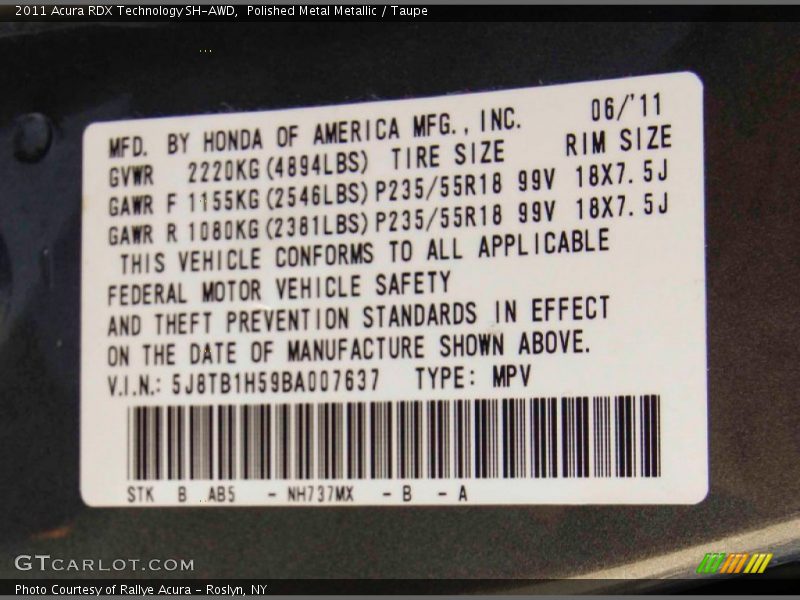 2011 Acura RDX Technology SH-AWD,  Polished Metal Metallic / Taupe
MFD. BY HONDA OF AMERICA MFG., INC. 06/'11
GVWR 2220KG(4894LBS) TIRE SIZE RIM SIZE
GAWR F 1155KG(2546LBS) P235/55R18 99V 18X7.5J
GAWR R 1080KG(2381LBS) P235/55R18 99V 18X7.5J
THIS VEHICLE CONFORMS TO ALL APPLICABLE
FEDERAL MOTOR VEHICLE SAFETY
AND THEFT PREVENTION STANDARDS IN EFFECT
ON THE DATE OF MANUFACTURE SHOWN ABOVE.
V.I.N.: 5J8TB1H59BA007637 TYPE: MPV
STK B AB5 - NH737MX - B - A
GTCARLOT.COM
Photo Courtesy of Rallye Acura - Roslyn, NY